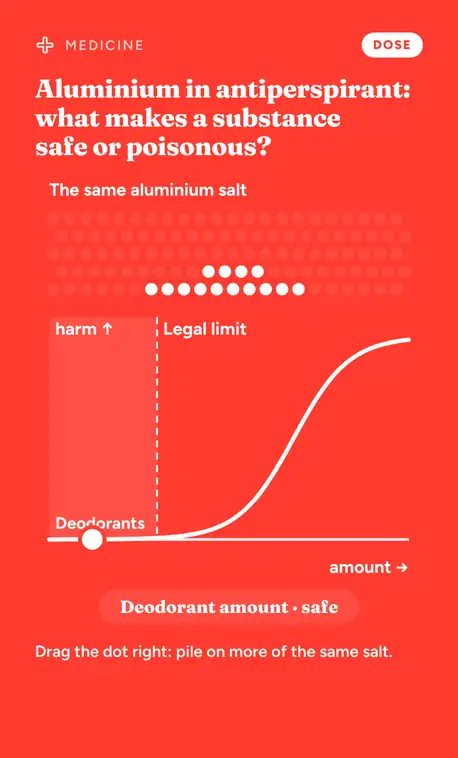 MEDICINE
DOSE
Aluminium in antiperspirant:
what makes a substance
safe or poisonous?
The same aluminium salt
harm ↑
Legal limit
Deodorants
amount →
Deodorant amount · safe
Drag the dot right: pile on more of the same salt.